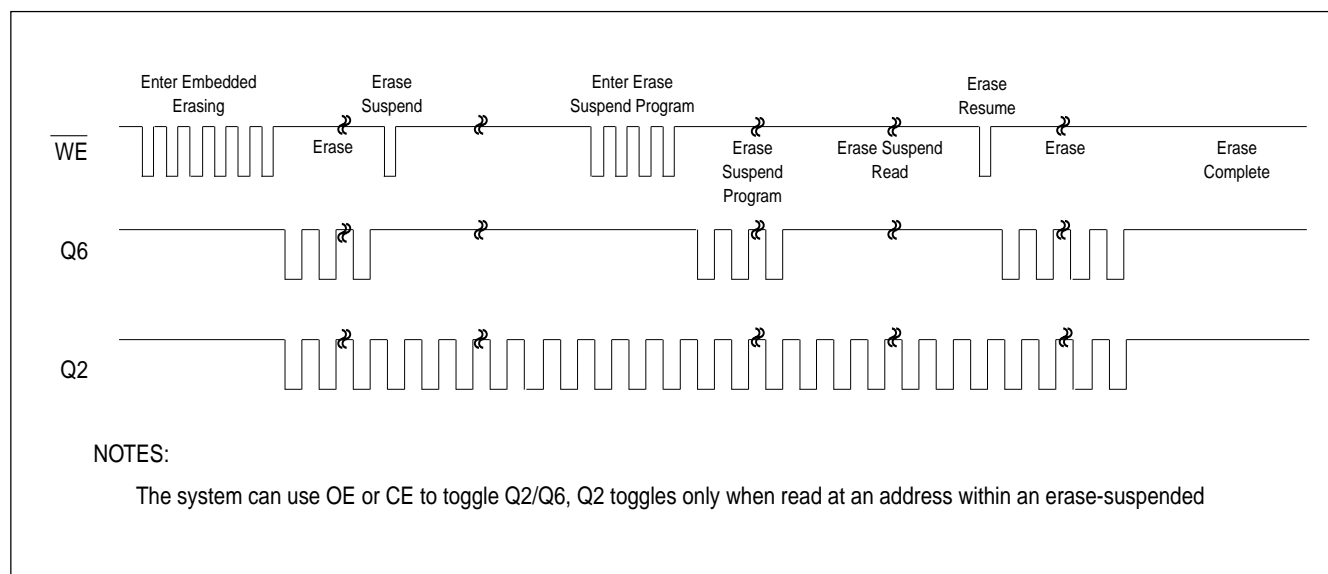 Enter Embedded
Erasing
Erase
Suspend
Enter Erase
Suspend Program
Erase
Resume
WE
Erase
Erase
Suspend
Program
Erase Suspend
Read
Erase
Erase
Complete
Q6
Q2
NOTES:
The system can use OE or CE to toggle Q2/Q6, Q2 toggles only when read at an address within an erase-suspended